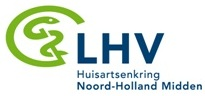 LHV
Huisartsenkring
Noord-Holland Midden